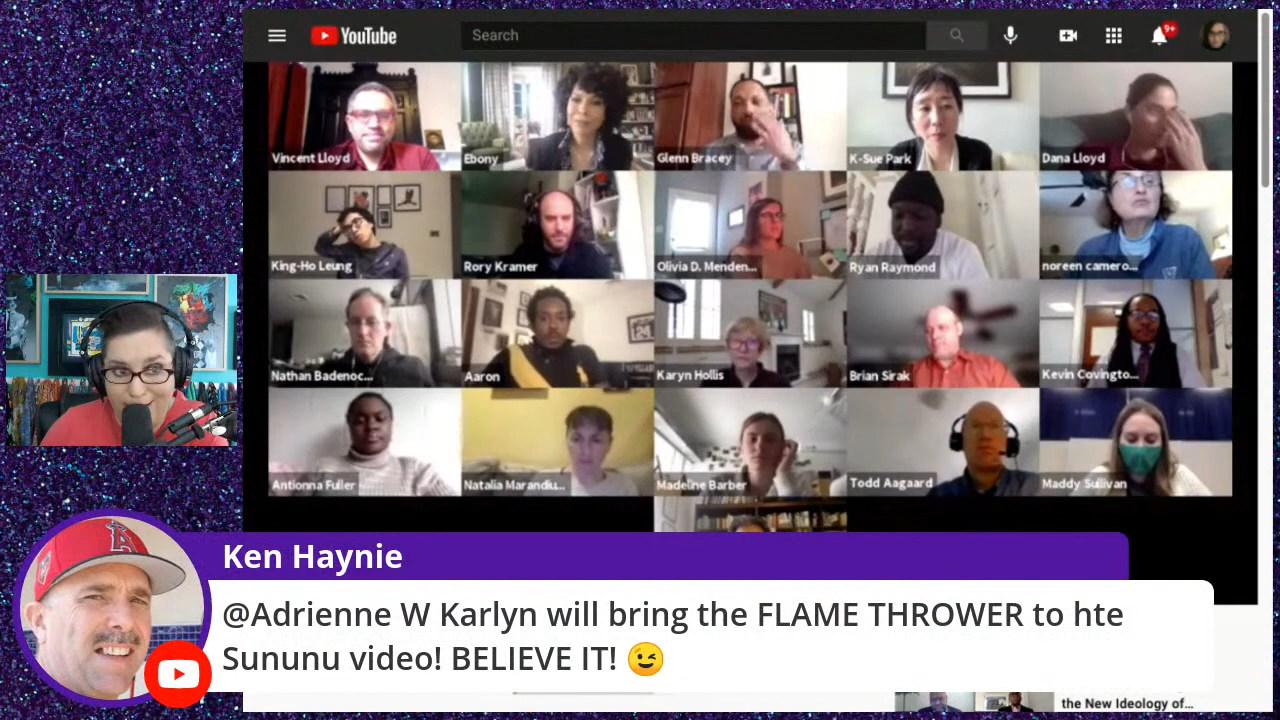 YouTube
Search
9+
Vincent Lloyd
Ebony
Glenn Bracey
K-Sue Park
Dana Lloyd
King-Ho Leung
Rory Kramer
Olivia D. Menden...
Ryan Raymond
noreen camero...
Nathan Badenoc...
Aaron
Karyn Hollis
Brian Sirak
Kevin Covingto...
Antionna Fuller
Natalia Marandiu...
Madeline Barber
Todd Aagaard
Maddy Sullivan
Ken Haynie
@Adrienne W Karlyn will bring the FLAME THROWER to hte
Sununu video! BELIEVE IT! 😉
the New Ideology of...